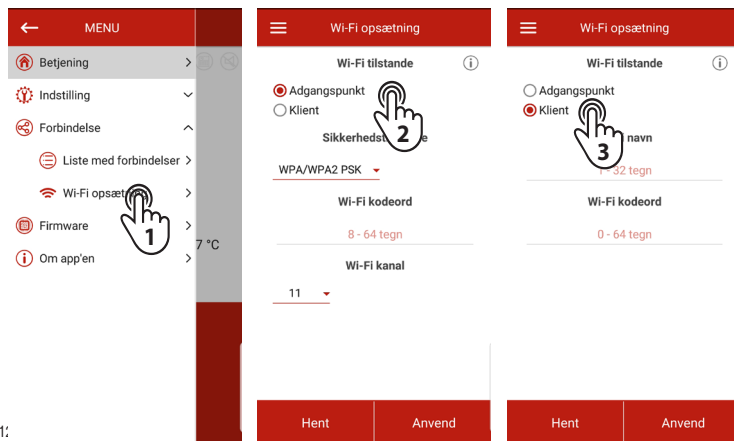 MENU
Betjening
Indstilling
Forbindelse
Liste med forbindelser
Wi-Fi
Firmware
Om app'en
7 °C
1
Wi-Fi opsætning
Wi-Fi tilstande
Adgangspunkt
Klient
2
WPA/WPA2 PSK
Wi-Fi kodeord
8 - 64 tegn
Wi-Fi kanal
11
Hent Anvend
Wi-Fi opsætning
Wi-Fi tilstande
Adgangspunkt
Klient
3
navn
32 tegn
Wi-Fi kodeord
0 - 64 tegn
Hent Anvend